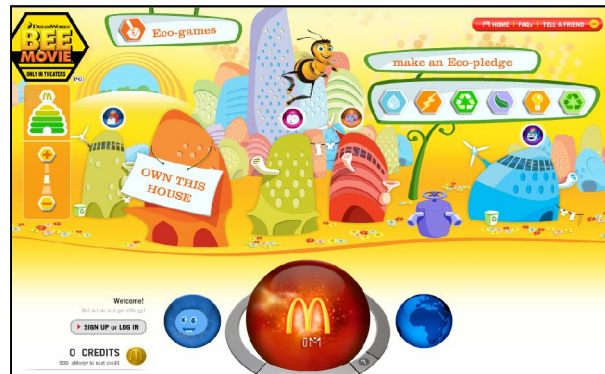 DREAMWORKS
BEE
MOVIE
ONLY IN THEATERS
PG
Eco-games
HOME | FAQs | TELL A FRIEND
make an Eco-pledge
OWN THIS
HOUSE
Welcome!
SIGN UP or LOG IN
0 CREDITS